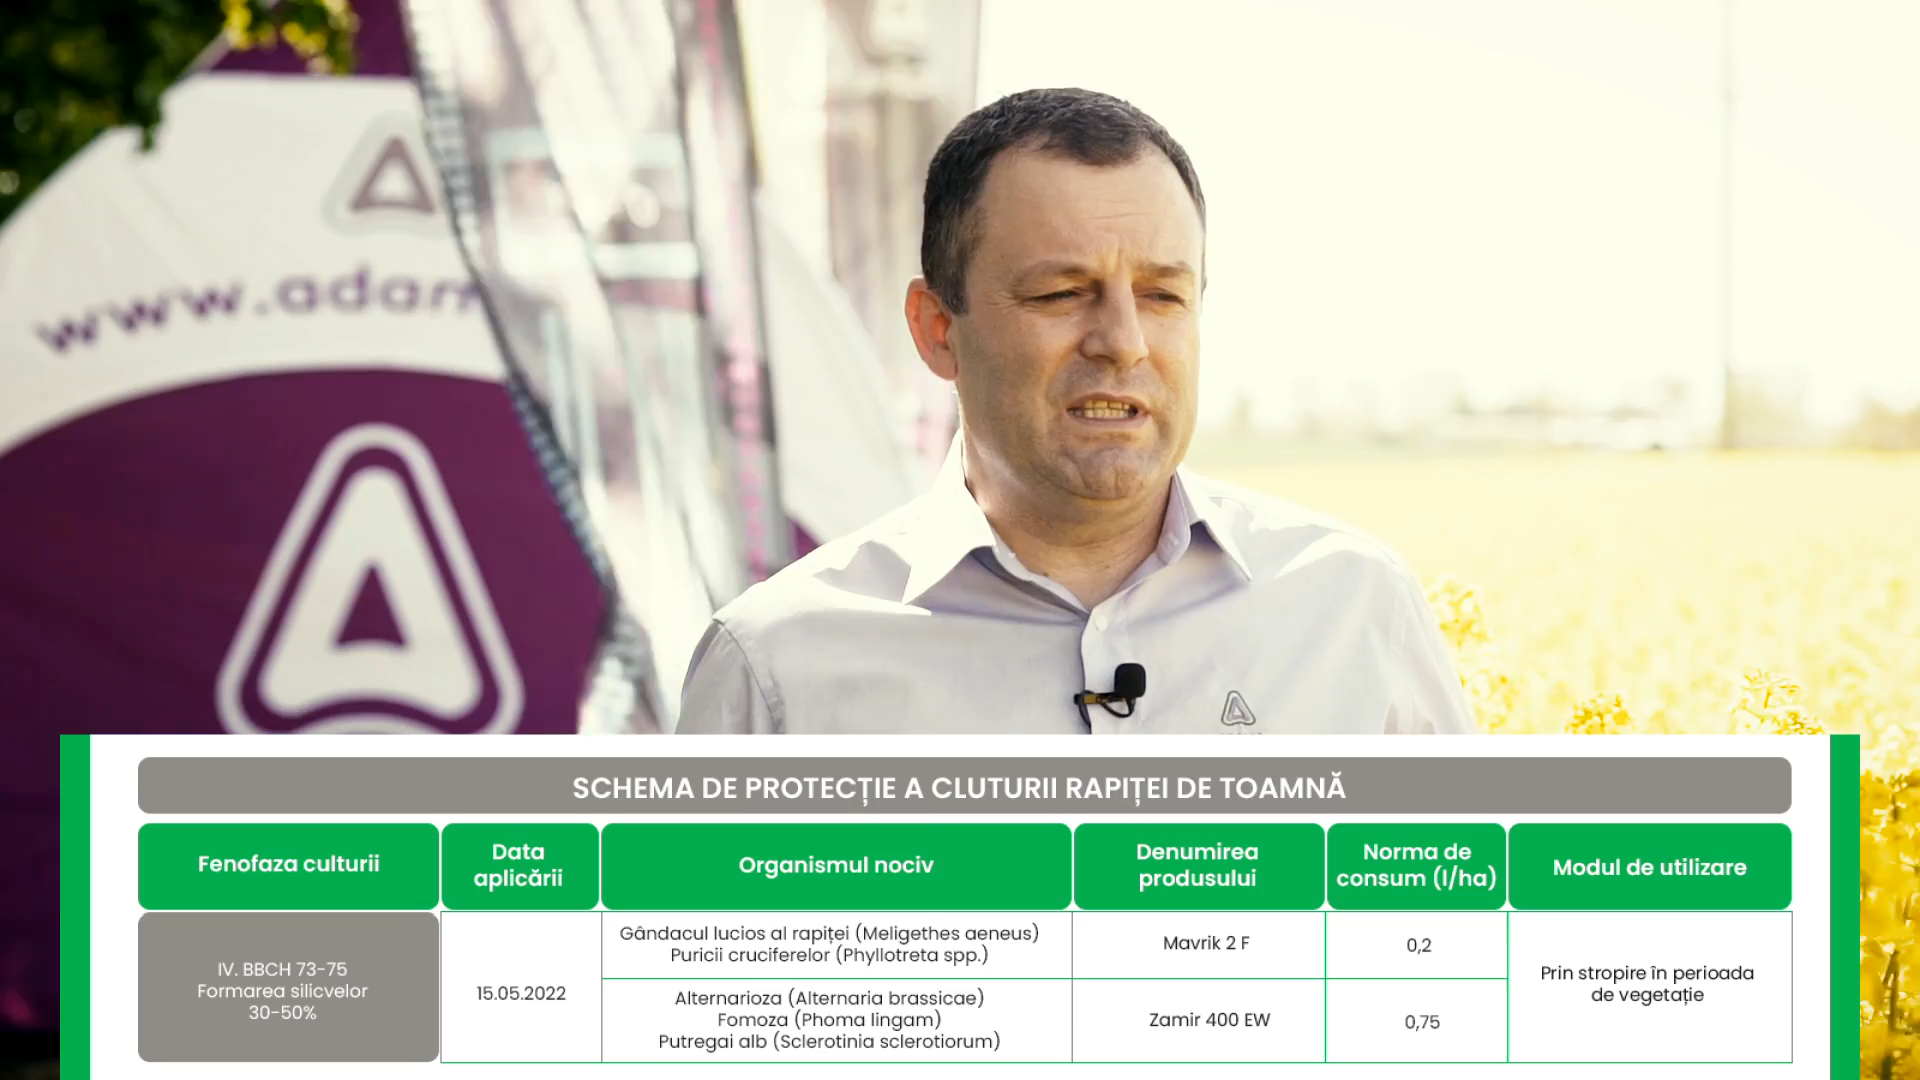 www.adam
SCHEMA DE PROTECȚIE A CLUTURII RAPIȚEI DE TOAMNĂ
Fenofaza culturii
Data
aplicării
Organismul nociv
Denumirea
produsului
Norma de
consum (l/ha)
Modul de utilizare
IV. BBCH 73-75
Formarea silicvelor
30-50%
15.05.2022
Gândacul lucios al rapiței (Meligethes aeneus)
Puricii cruciferelor (Phyllotreta spp.)
Mavrik 2 F
0,2
Alternarioza (Alternaria brassicae)
Fomoza (Phoma lingam)
Putregai alb (Sclerotinia sclerotiorum)
Zamir 400 EW
0,75
Prin stropire în perioada
de vegetație